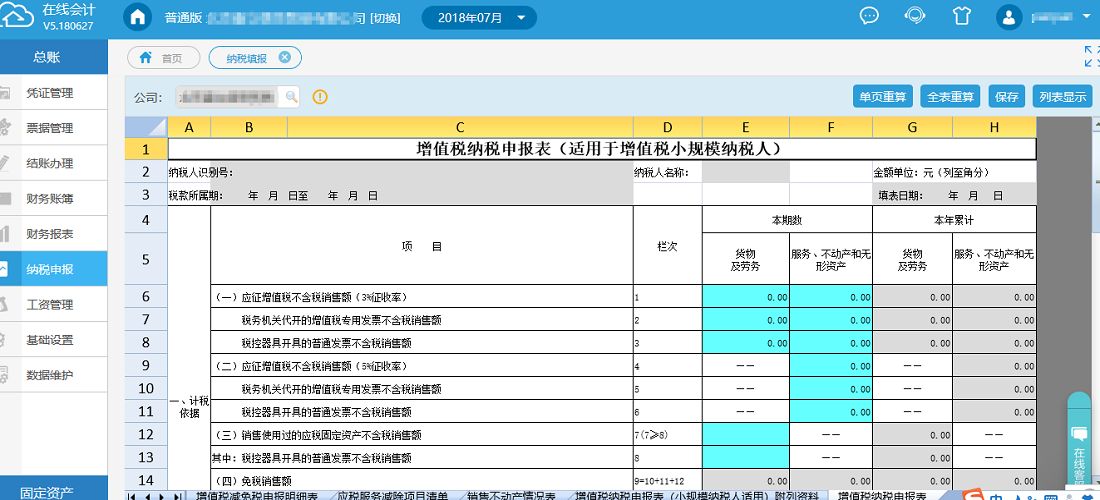 在线会计
V5.180627
普通版
司 [切换]
2018年07月
总账
首页
纳税填报
凭证管理
票据管理
结账办理
财务账簿
财务报表
纳税申报
工资管理
基础设置
数据维护
固定资产
公司：
单页重算
全表重算
保存
列表显示
A B C D E F G H
1 增值税纳税申报表（适用于增值税小规模纳税人）
2 纳税人识别号： 纳税人名称： 金额单位：元（列至角分）
3 税款所属期： 年 月 日至 年 月 日 填表日期： 年 月 日
4 项 目 栏次 本期数 本年累计
5 货物及劳务 服务、不动产和无形资产 货物及劳务 服务、不动产和无形资产
一、计税依据
6 （一）应征增值税不含税销售额（3%征收率） 1 0.00 0.00 0.00 0.00
7 税务机关代开的增值税专用发票不含税销售额 2 0.00 0.00 0.00 0.00
8 税控器具开具的普通发票不含税销售额 3 0.00 0.00 0.00 0.00
9 （二）应征增值税不含税销售额（5%征收率） 4 —— 0.00 —— 0.00
10 税务机关代开的增值税专用发票不含税销售额 5 —— 0.00 —— 0.00
11 税控器具开具的普通发票不含税销售额 6 —— 0.00 —— 0.00
12 （三）销售使用过的应税固定资产不含税销售额 7(7≥8) —— 0.00 ——
13 其中：税控器具开具的普通发票不含税销售额 8 —— 0.00 ——
14 （四）免税销售额 9=10+11+12 0.00 0.00 0.00 0.00
增值税减免税申报明细表 应税服务减除项目清单 销售不动产情况表 增值税纳税申报表（小规模纳税人适用）附列资料 增值税纳税申报表
在线客服